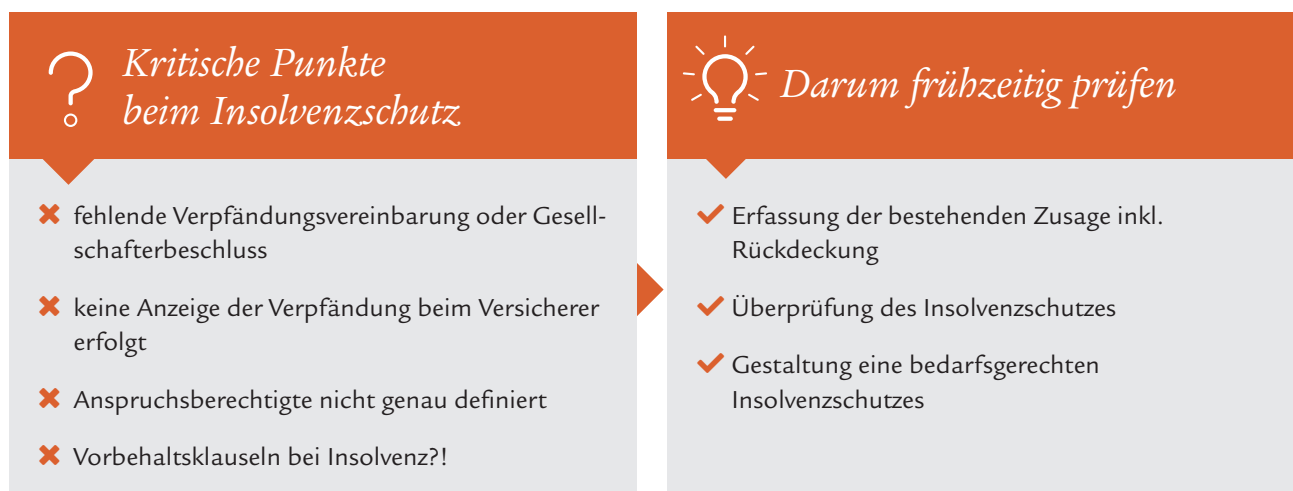 Kritische Punkte
beim Insolvenzschutz
fehlende Verpfändungsvereinbarung oder Gesell-
schafterbeschluss
keine Anzeige der Verpfändung beim Versicherer
erfolgt
Anspruchsberechtigte nicht genau definiert
Vorbehaltsklauseln bei Insolvenz?!
Darum frühzeitig prüfen
Erfassung der bestehenden Zusage inkl.
Rückdeckung
Überprüfung des Insolvenzschutzes
Gestaltung eine bedarfsgerechten
Insolvenzschutzes